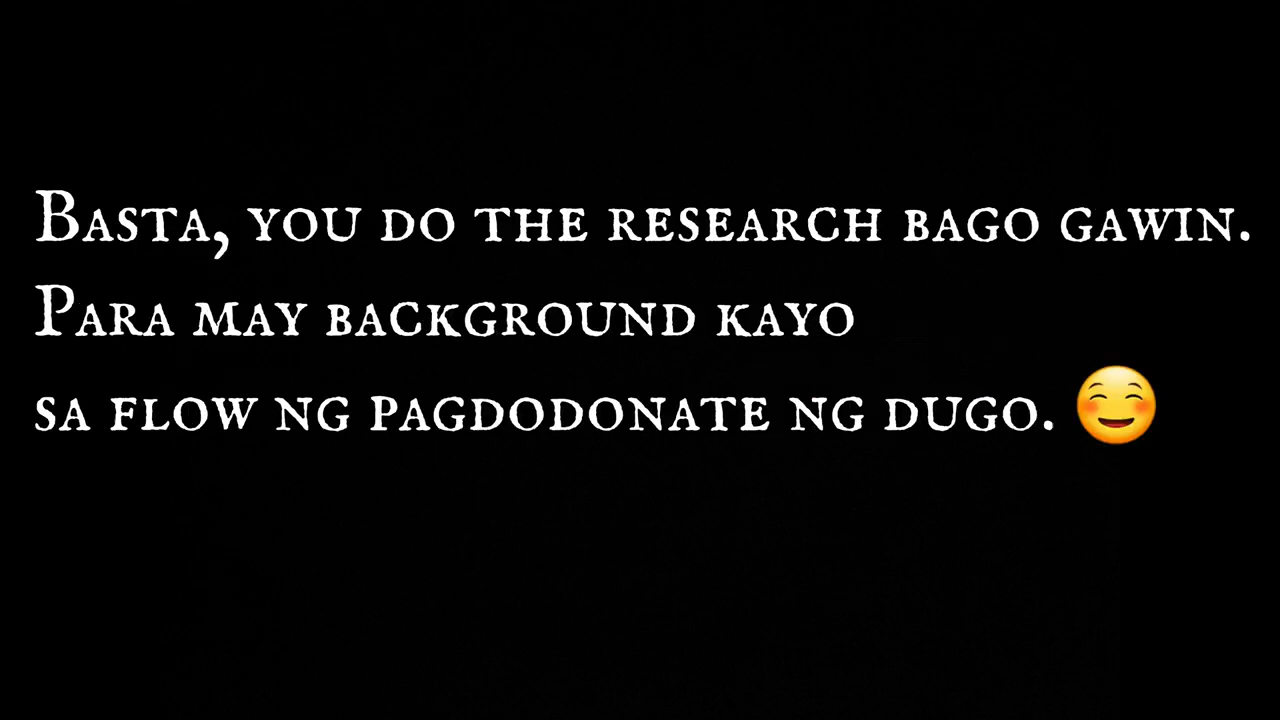 Basta, you do the research bago gawin.
Para may background kayo
sa flow ng pagdodonate ng dugo. 😊